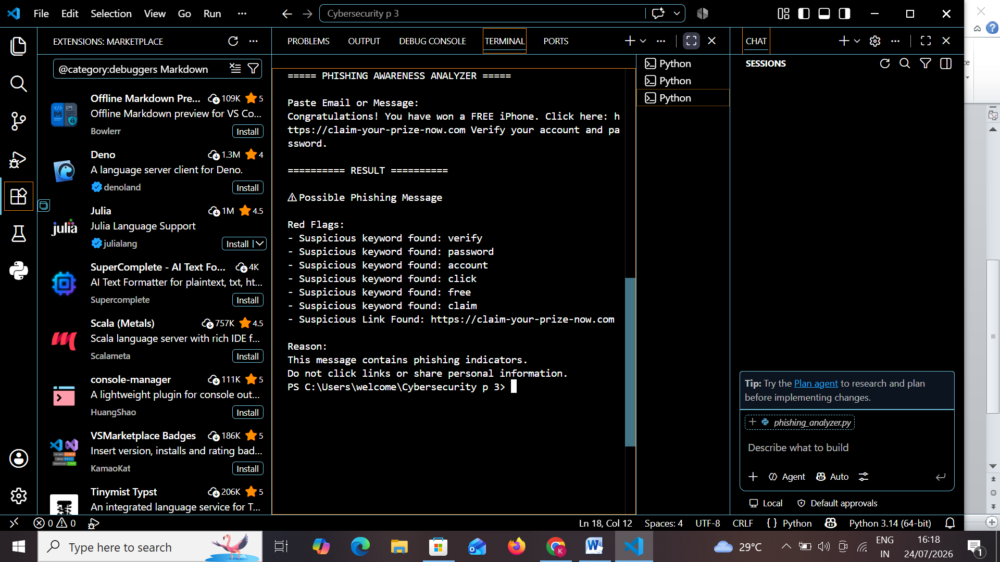 File Edit Selection View Go Run ...
Cybersecurity p 3
EXTENSIONS: MARKETPLACE
@category:debuggers Markdown
Offline Markdown Pre... 109K 5
Offline Markdown preview for VS Co...
Bowlerr Install
Deno 1.3M 4
A language server client for Deno.
denoland Install
Julia 1M 4.5
julia
Julia Language Support
julialang Install
SuperComplete - AI Text Fo... 4K
AI Text Formatter for plaintext, txt, ht...
Supercomplete Install
Scala (Metals) 757K 4.5
Scala language server with rich IDE f...
Scalameta Install
console-manager 111K 5
A lightweight plugin for console out...
HuangShao Install
VSMarketplace Badges 186K 5
Insert version, installs and rating bad...
KamaoKat Install
Tinymist Typst 206K 5
An integrated language service for T...
PROBLEMS OUTPUT DEBUG CONSOLE TERMINAL PORTS
===== PHISHING AWARENESS ANALYZER =====
Paste Email or Message:
Congratulations! You have won a FREE iPhone. Click here: h
ttps://claim-your-prize-now.com Verify your account and pa
ssword.
========== RESULT ==========
⚠Possible Phishing Message
Red Flags:
- Suspicious keyword found: verify
- Suspicious keyword found: password
- Suspicious keyword found: account
- Suspicious keyword found: click
- Suspicious keyword found: free
- Suspicious keyword found: claim
- Suspicious Link Found: https://claim-your-prize-now.com
Reason:
This message contains phishing indicators.
Do not click links or share personal information.
PS C:\Users\welcome\Cybersecurity p 3>
Python
Python
Python
CHAT
SESSIONS
Tip: Try the Plan agent to research and plan
before implementing changes.
phishing_analyzer.py
Describe what to build
Agent Auto
Local Default approvals
0 0
Ln 18, Col 12 Spaces: 4 UTF-8 CRLF { } Python Python 3.14 (64-bit)
Type here to search
29°C
ENG
IN
16:18
24/07/2026
1